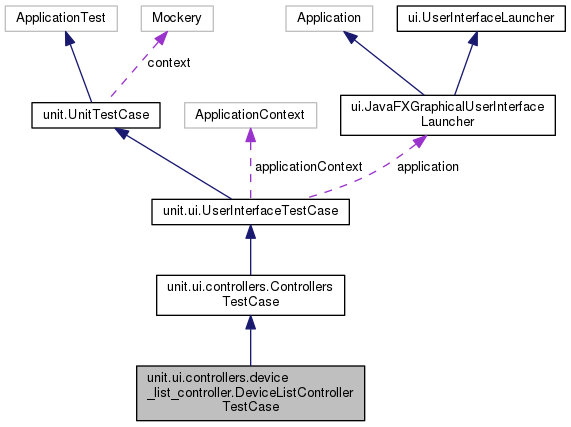 ApplicationTest
Mockery
Application
ui.UserInterfaceLauncher
context
unit.UnitTestCase
ApplicationContext
ui.JavaFXGraphicalUserInterface
Launcher
applicationContext
application
unit.ui.UserInterfaceTestCase
unit.ui.controllers.Controllers
TestCase
unit.ui.controllers.device
_list_controller.DeviceListController
TestCase